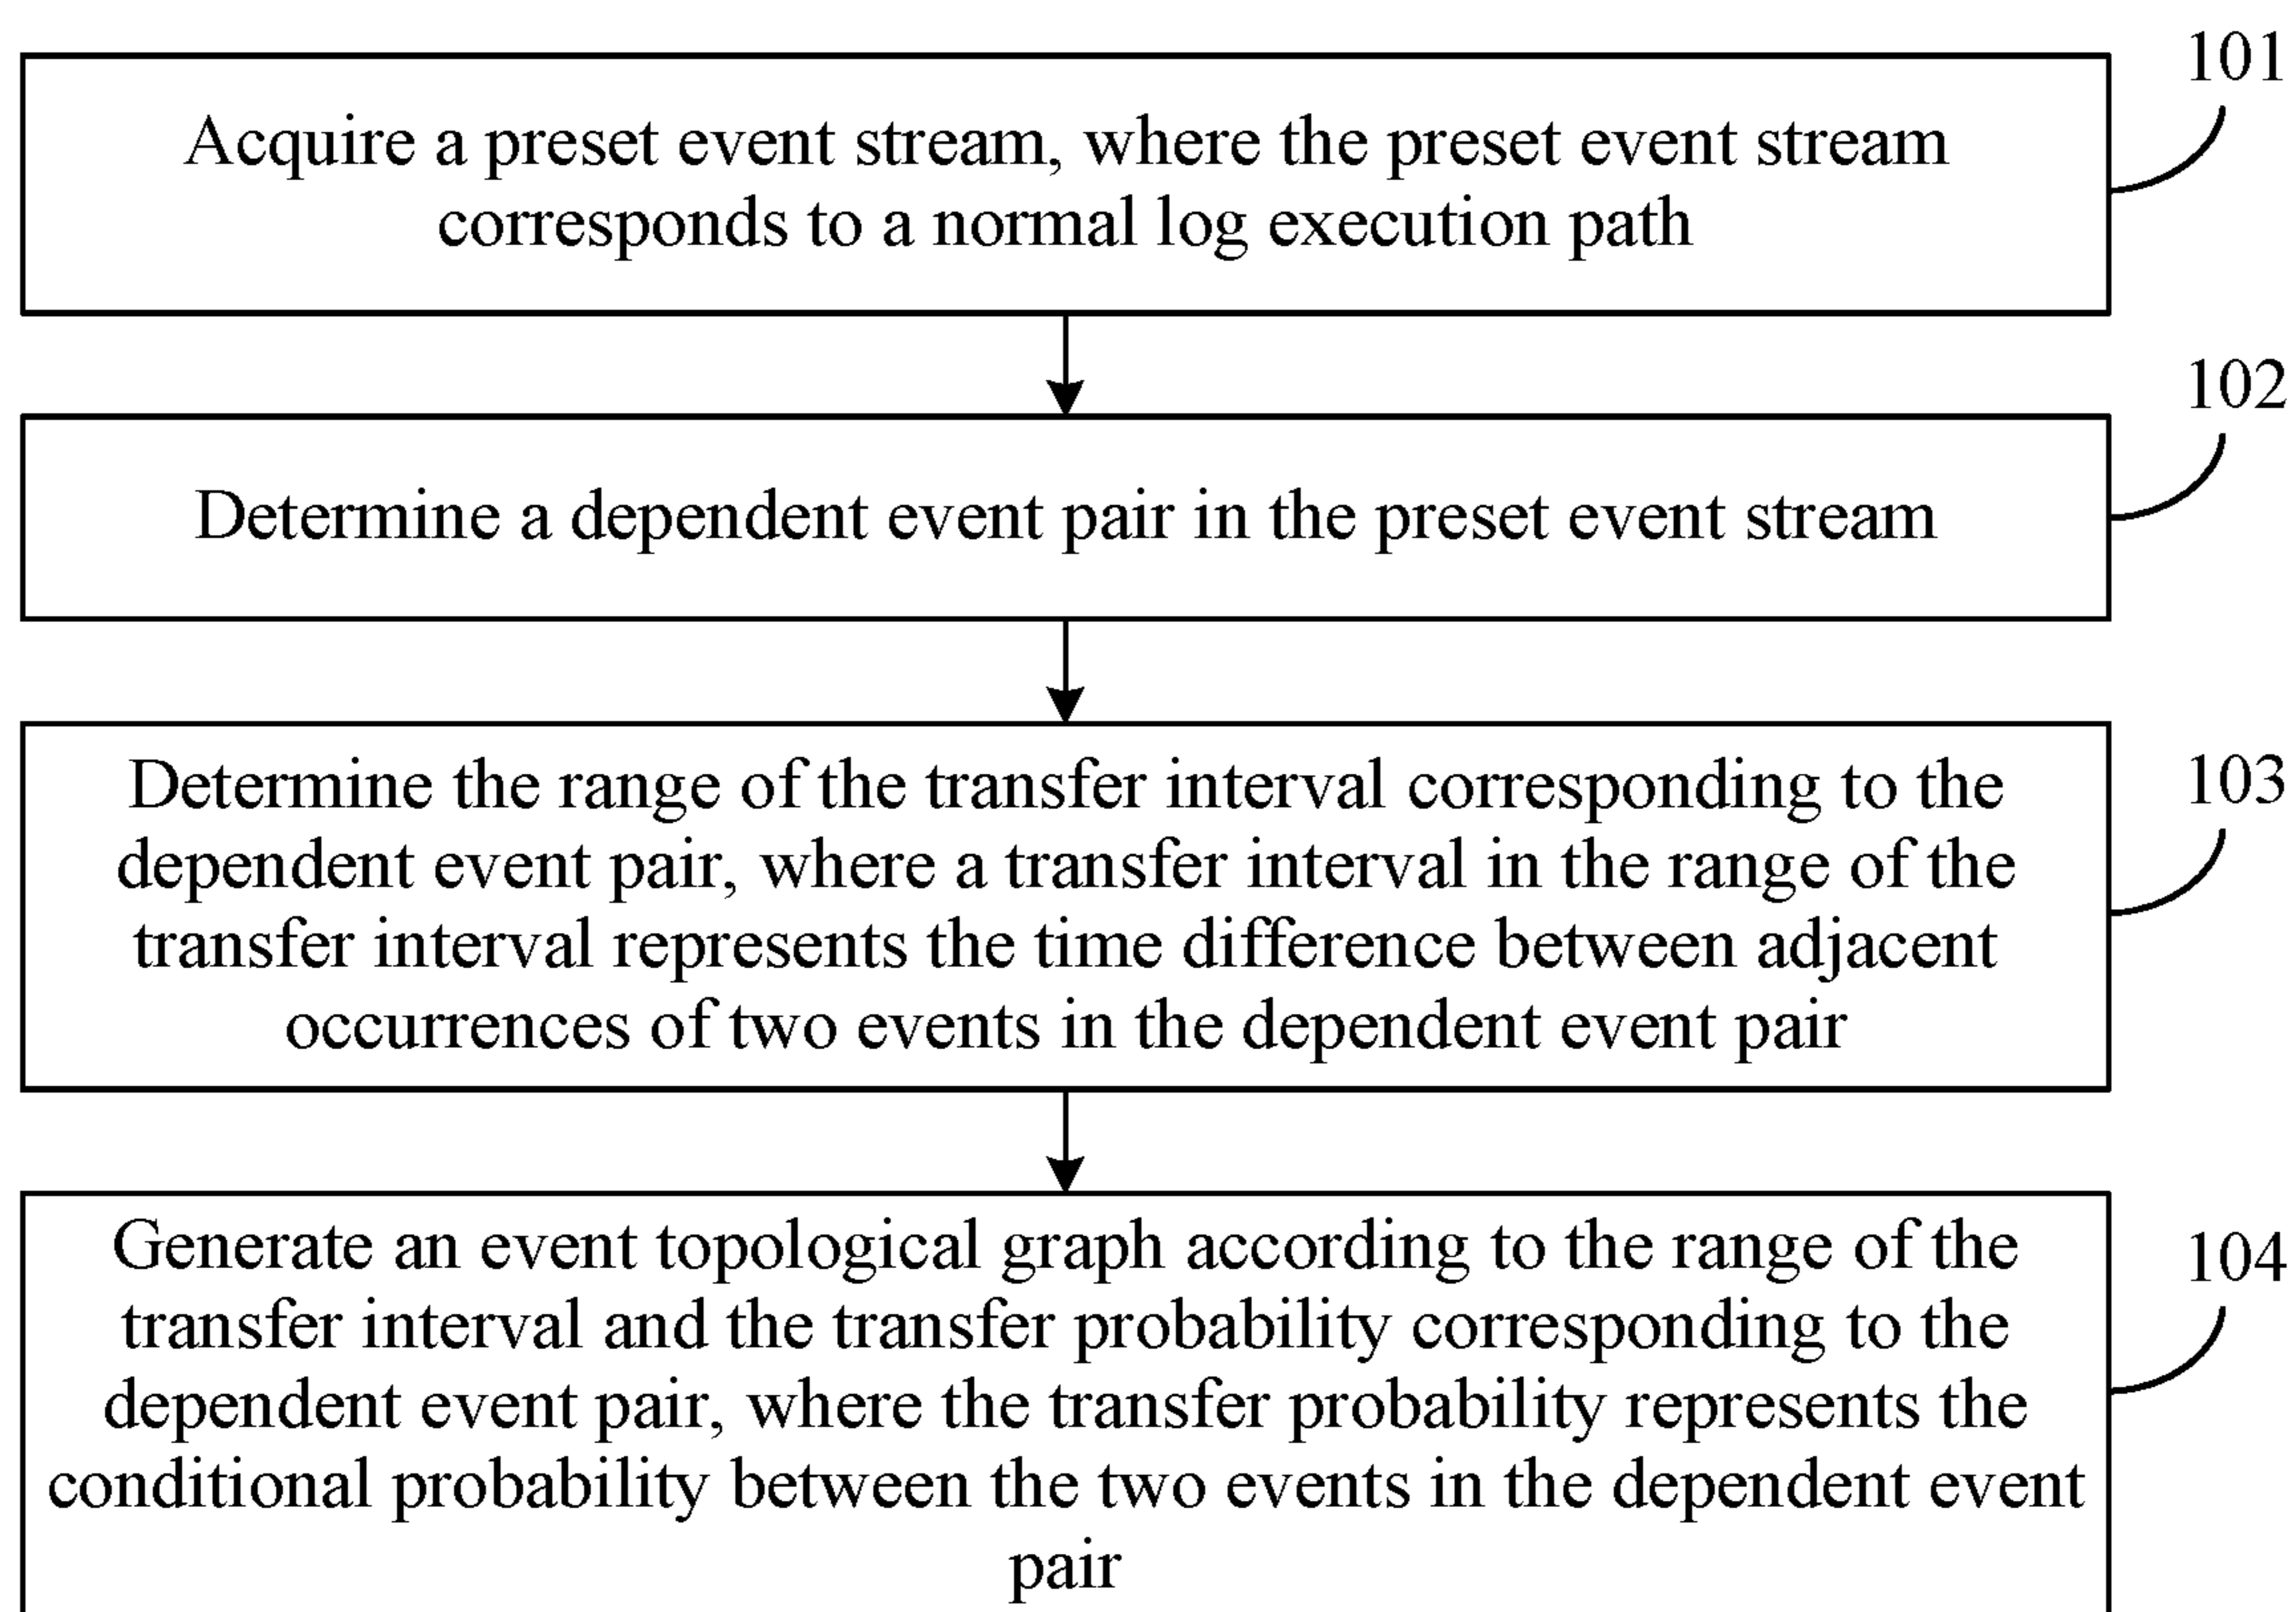 101
Acquire a preset event stream, where the preset event stream
corresponds to a normal log execution path
102
Determine a dependent event pair in the preset event stream
103
Determine the range of the transfer interval corresponding to the
dependent event pair, where a transfer interval in the range of the
transfer interval represents the time difference between adjacent
occurrences of two events in the dependent event pair
104
Generate an event topological graph according to the range of the
transfer interval and the transfer probability corresponding to the
dependent event pair, where the transfer probability represents the
conditional probability between the two events in the dependent event
pair